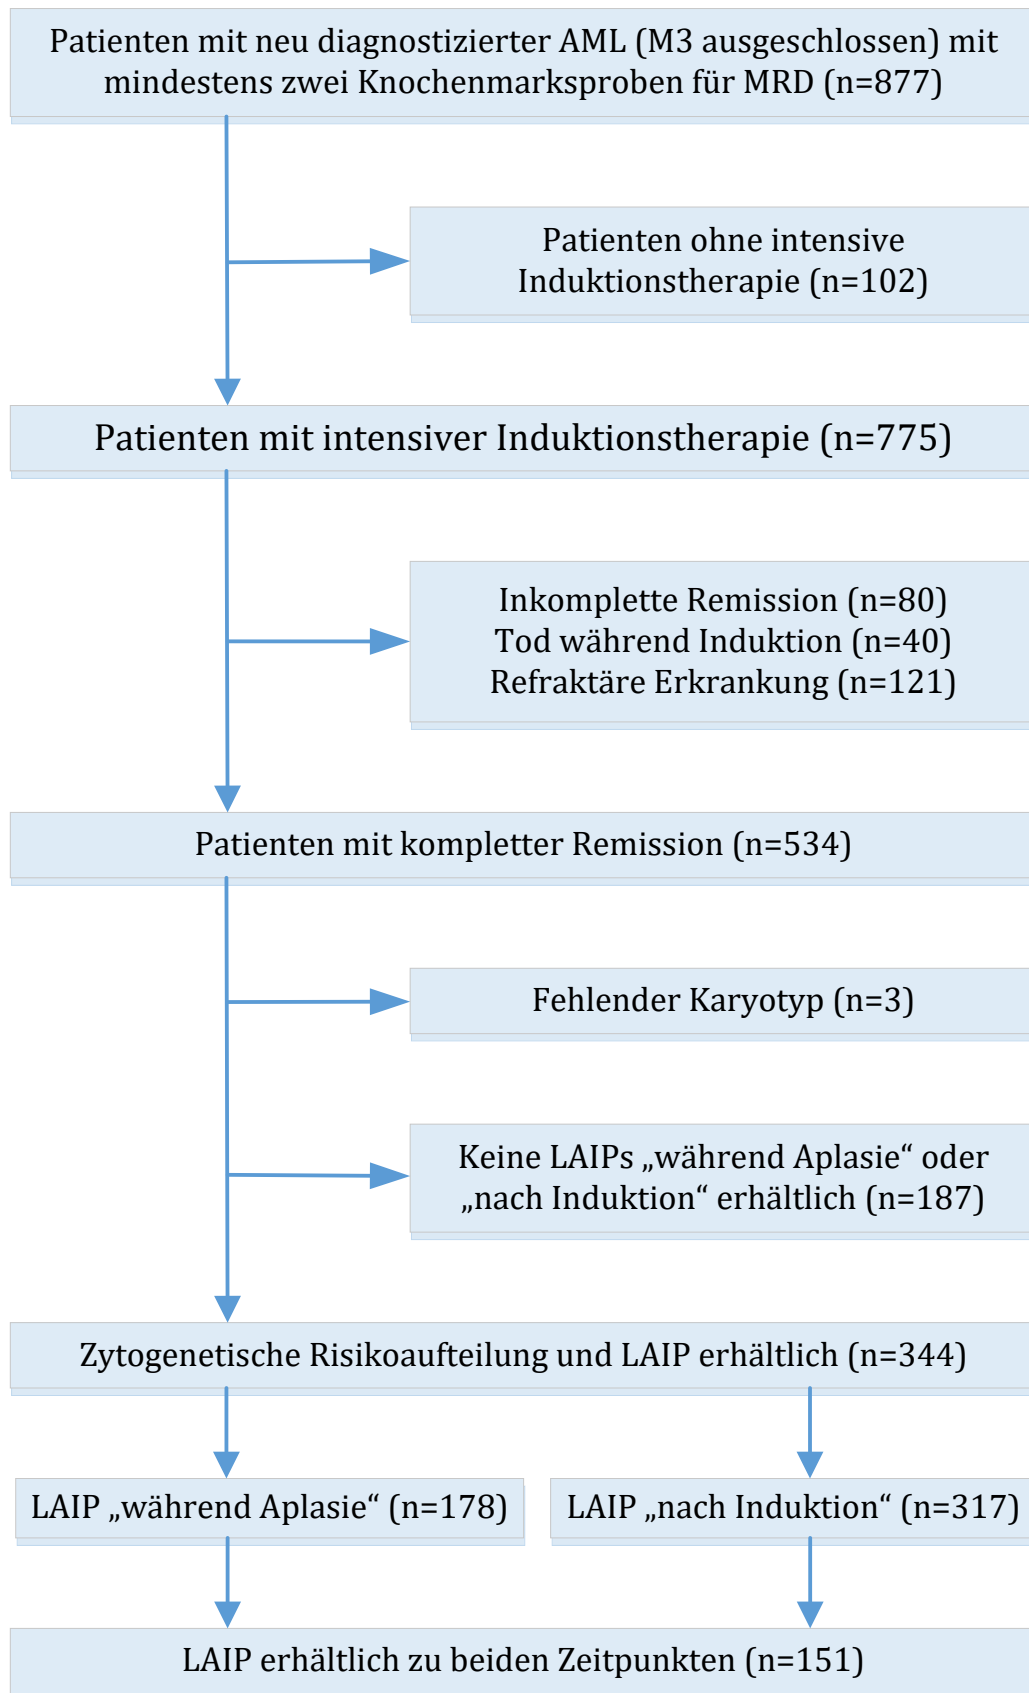 Patienten mit neu diagnostizierter AML (M3 ausgeschlossen) mit
mindestens zwei Knochenmarksproben für MRD (n=877)
Patienten ohne intensive
Induktionstherapie (n=102)
Patienten mit intensiver Induktionstherapie (n=775)
Inkomplette Remission (n=80)
Tod während Induktion (n=40)
Refraktäre Erkrankung (n=121)
Patienten mit kompletter Remission (n=534)
Fehlender Karyotyp (n=3)
Keine LAIPs „während Aplasie“ oder
„nach Induktion“ erhältlich (n=187)
Zytogenetische Risikoaufteilung und LAIP erhältlich (n=344)
LAIP „während Aplasie“ (n=178)
LAIP „nach Induktion“ (n=317)
LAIP erhältlich zu beiden Zeitpunkten (n=151)